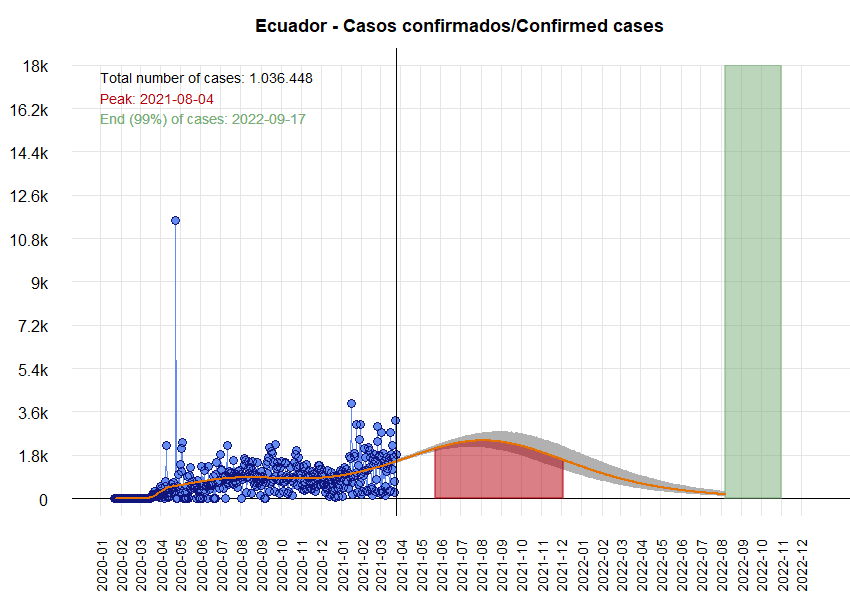 Ecuador - Casos confirmados/Confirmed cases
18k
16.2k
14.4k
12.6k
10.8k
9k
7.2k
5.4k
3.6k
1.8k
0
Total number of cases: 1.036.448
Peak: 2021-08-04
End (99%) of cases: 2022-09-17
2020-01
2020-02
2020-03
2020-04
2020-05
2020-06
2020-07
2020-08
2020-09
2020-10
2020-11
2020-12
2021-01
2021-02
2021-03
2021-04
2021-05
2021-06
2021-07
2021-08
2021-09
2021-10
2021-11
2021-12
2022-01
2022-02
2022-03
2022-04
2022-05
2022-06
2022-07
2022-08
2022-09
2022-10
2022-11
2022-12